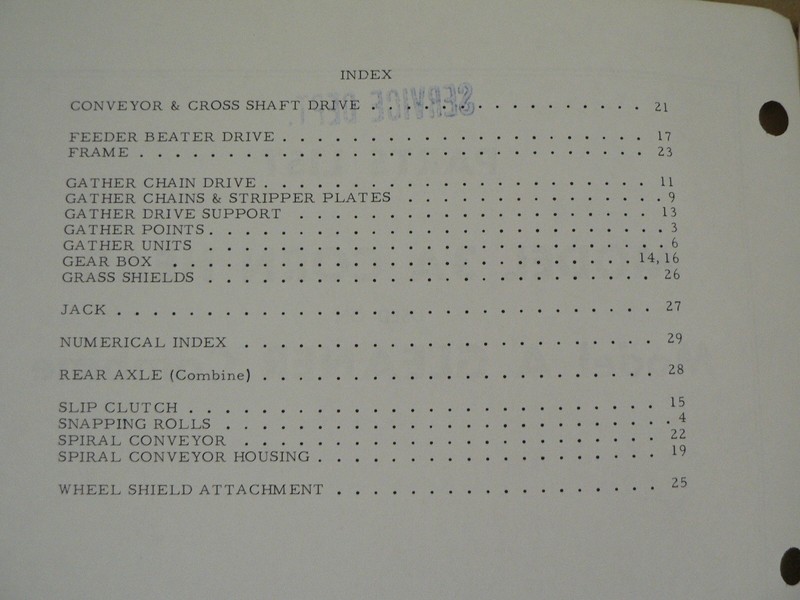 INDEX
CONVEYOR & CROSS SHAFT DRIVE . . . . . . . . . . . . . . . . 21
FEEDER BEATER DRIVE . . . . . . . . . . . . . . . . . . . . . 17
FRAME . . . . . . . . . . . . . . . . . . . . . . . . . . . . 23
GATHER CHAIN DRIVE . . . . . . . . . . . . . . . . . . . . . . 11
GATHER CHAINS & STRIPPER PLATES . . . . . . . . . . . . . . 9
GATHER DRIVE SUPPORT . . . . . . . . . . . . . . . . . . . . 13
GATHER POINTS . . . . . . . . . . . . . . . . . . . . . . . . . 3
GATHER UNITS . . . . . . . . . . . . . . . . . . . . . . . . . 6
GEAR BOX . . . . . . . . . . . . . . . . . . . . . . . . . 14, 16
GRASS SHIELDS . . . . . . . . . . . . . . . . . . . . . . . . 26
JACK . . . . . . . . . . . . . . . . . . . . . . . . . . . . . 27
NUMERICAL INDEX . . . . . . . . . . . . . . . . . . . . . . . 29
REAR AXLE (Combine) . . . . . . . . . . . . . . . . . . . . . . 28
SLIP CLUTCH . . . . . . . . . . . . . . . . . . . . . . . . . . 15
SNAPPING ROLLS . . . . . . . . . . . . . . . . . . . . . . . . . 4
SPIRAL CONVEYOR . . . . . . . . . . . . . . . . . . . . . . . 22
SPIRAL CONVEYOR HOUSING . . . . . . . . . . . . . . . . . . . 19
WHEEL SHIELD ATTACHMENT . . . . . . . . . . . . . . . . . . 25
SERVICE DEPT.